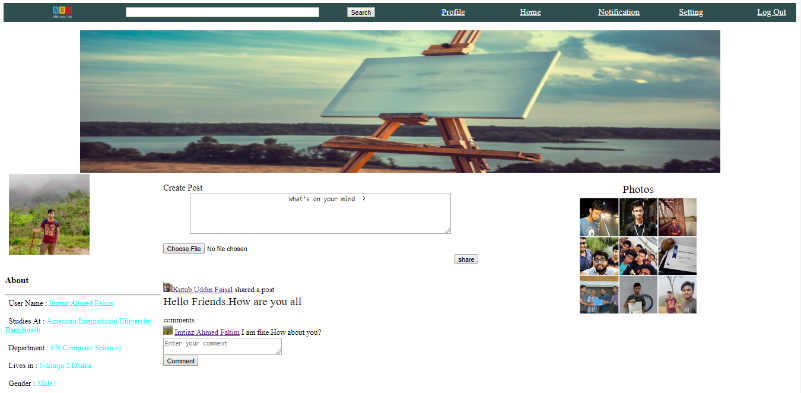 Search
Profile
Home
Notification
Setting
Log Out
Create Post
What's on your mind ?
Choose File No file chosen
share
Photos
About
User Name : Imtiaz Ahmed Fahim
Studies At : American International University
Bangladesh
Department : CS(Computer Science)
Lives in : Nikunja 2 Dhaka
Gender : Male
Kutub Uddin Faisal shared a post
Hello Friends.How are you all
comments :
Imtiaz Ahmed Fahim I am fine.How about you?
Enter your comment
Comment